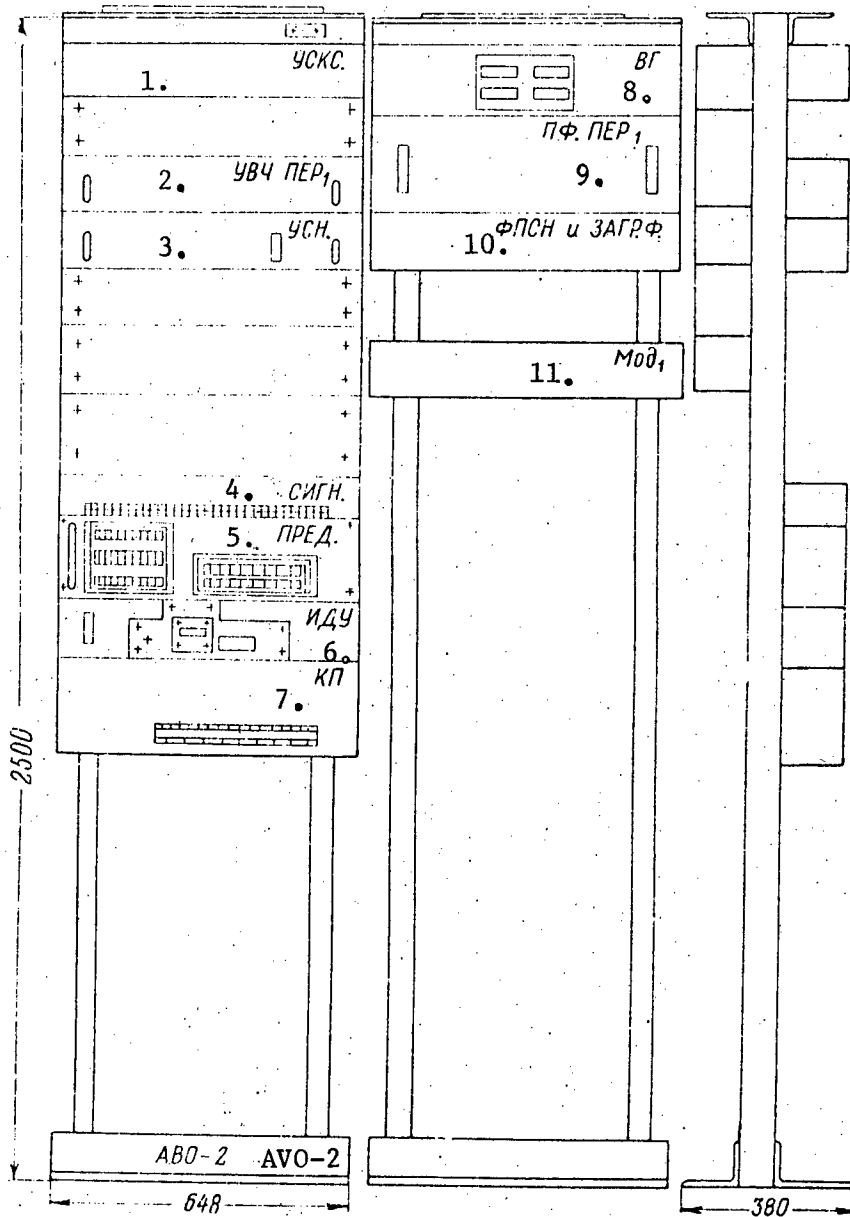 УСКС.
1.
2. УВЧ ПЕР₁
3. УСН.
4. СИГН.
5. ПРЕД.
ИДУ
6.
КП
7.
АВО-2 AVO-2
2500
648
ВГ
8.
ПФ. ПЕР₁
9.
10. ФПСН и ЗАГР.Ф.
11. Мод₁
380